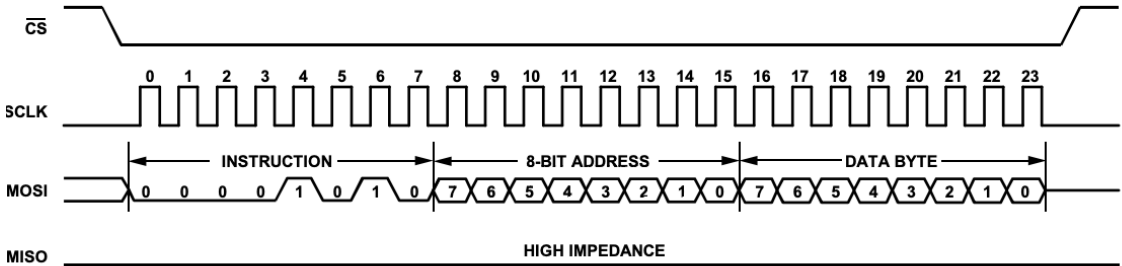 CS
0 1 2 3 4 5 6 7 8 9 10 11 12 13 14 15 16 17 18 19 20 21 22 23
SCLK
INSTRUCTION 8-BIT ADDRESS DATA BYTE
MOSI 0 0 0 0 1 0 1 0 7 6 5 4 3 2 1 0 7 6 5 4 3 2 1 0
HIGH IMPEDANCE
MISO